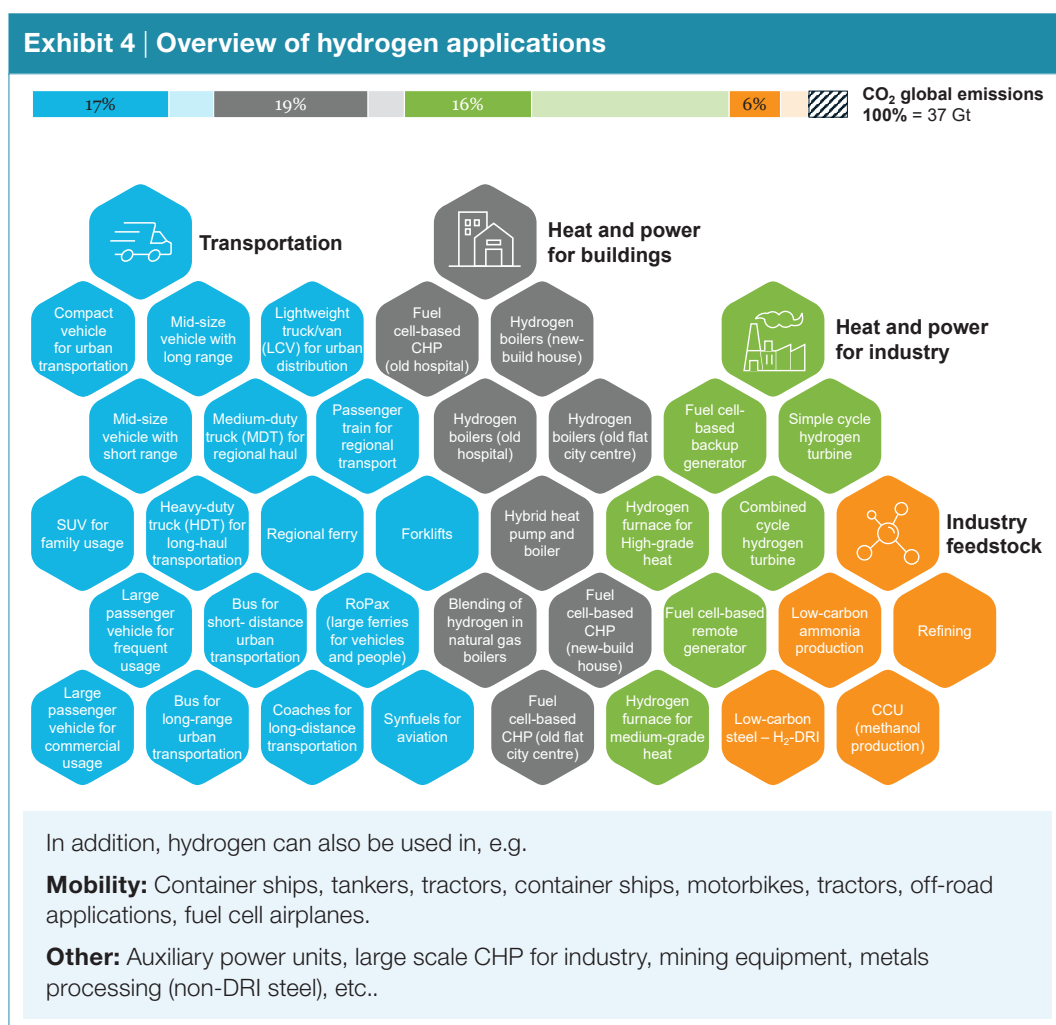 Exhibit 4 | Overview of hydrogen applications
17%
19%
16%
6%
CO₂ global emissions
100% = 37 Gt
Transportation
Heat and power
for buildings
Compact
vehicle
for urban
transportation
Mid-size
vehicle with
long range
Lightweight
truck/van
(LCV) for urban
distribution
Fuel
cell-based
CHP
(old hospital)
Hydrogen
boilers (new-
build house)
Heat and power
for industry
Mid-size
vehicle with
short range
Medium-duty
truck (MDT) for
regional haul
Passenger
train for
regional
transport
Hydrogen
boilers (old
hospital)
Hydrogen
boilers (old flat
city centre)
Fuel cell-
based
backup
generator
Simple cycle
hydrogen
turbine
SUV for
family usage
Heavy-duty
truck (HDT) for
long-haul
transportation
Regional ferry
Forklifts
Hybrid heat
pump and
boiler
Hydrogen
furnace for
High-grade
heat
Combined
cycle
hydrogen
turbine
Industry
feedstock
Large
passenger
vehicle for
frequent
usage
Bus for
short- distance
urban
transportation
RoPax
(large ferries
for vehicles
and people)
Blending of
hydrogen in
natural gas
boilers
Fuel
cell-based
CHP
(new-build
house)
Fuel cell-based
remote
generator
Low-carbon
ammonia
production
Refining
Large
passenger
vehicle for
commercial
usage
Bus for
long-range
urban
transportation
Coaches for
long-distance
transportation
Synfuels for
aviation
Fuel
cell-based
CHP (old flat
city centre)
Hydrogen
furnace for
medium-grade
heat
Low-carbon
steel – H₂-DRI
CCU
(methanol
production)
In addition, hydrogen can also be used in, e.g.
Mobility: Container ships, tankers, tractors, container ships, motorbikes, tractors, off-road
applications, fuel cell airplanes.
Other: Auxiliary power units, large scale CHP for industry, mining equipment, metals
processing (non-DRI steel), etc..